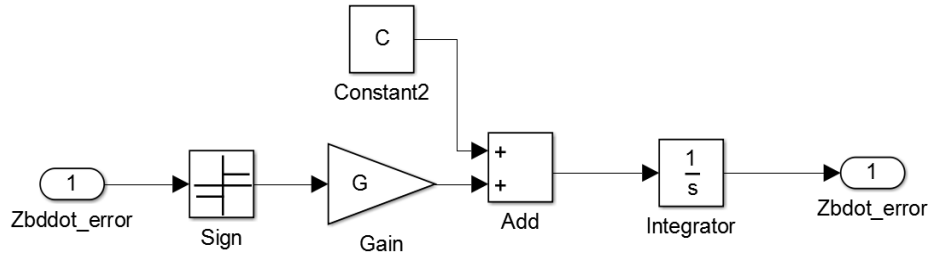 C
Constant2
1
Zbddot_error
Sign
G
Gain
+
+
Add
1
s
Integrator
1
Zbdot_error